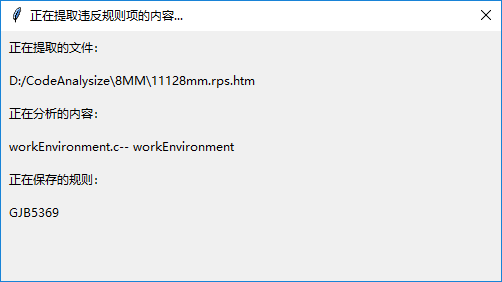 正在提取违反规则项的内容...
正在提取的文件：
D:/CodeAnalysize\8MM\11128mm.rps.htm
正在分析的内容：
workEnvironment.c-- workEnvironment
正在保存的规则：
GJB5369